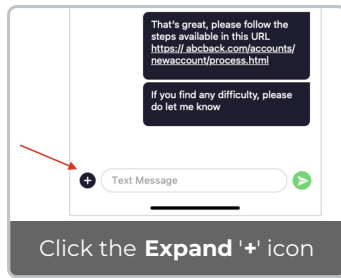 That's great, please follow the
steps available in this URL
https:// abcback.com/accounts/
newaccount/process.html
If you find any difficulty, please
do let me know
Text Message
Click the Expand '+' icon